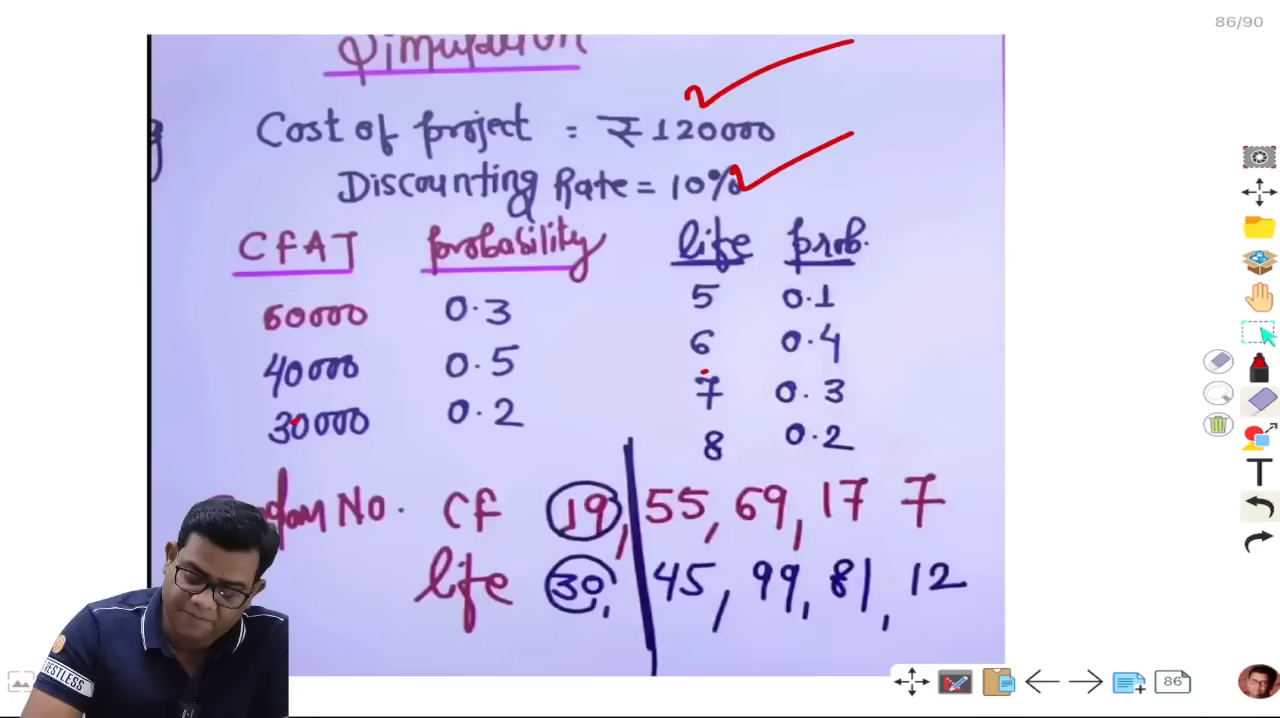 86/90
Simulation
Cost of project = ₹ 120000
Discounting Rate = 10%
CFAT probability life prob.
60000 0.3 5 0.1
40000 0.5 6 0.4
30000 0.2 7 0.3
8 0.2
No. CF 19, 55, 69, 17 7
life 30, 45, 99, 81, 12
RESTLESS
86